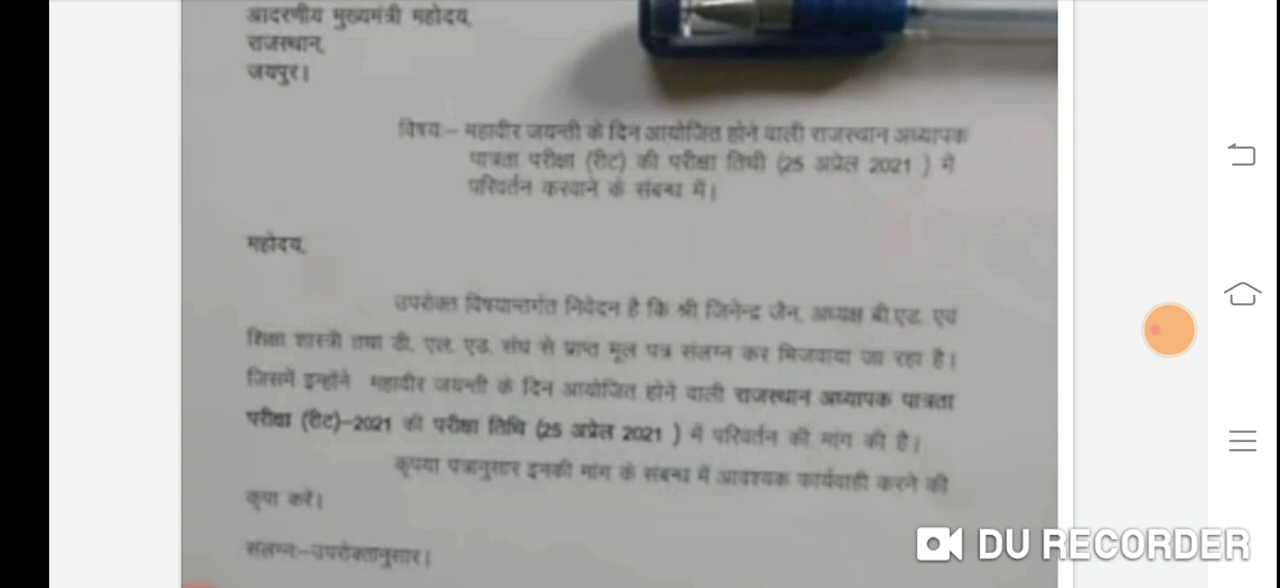 आदरणीय मुख्यमंत्री महोदय,
राजस्थान,
जयपुर।
विषयः– महावीर जयन्ती के दिन आयोजित होने वाली राजस्थान अध्यापक
पात्रता परीक्षा (रीट) की परीक्षा तिथी (25 अप्रेल 2021 ) में
परिवर्तन करवाने के संबन्ध में।
महोदय,
उपरोक्त विषयान्तर्गत निवेदन है कि श्री जिनेन्द्र जैन, अध्यक्ष बी.एड. एवं
शिक्षा शास्त्री तथा डी. एल. एड. संघ से प्राप्त मूल पत्र संलग्न कर भिजवाया जा रहा है।
जिसमें इन्होंने महावीर जयन्ती के दिन आयोजित होने वाली राजस्थान अध्यापक पात्रता
परीक्षा (रीट)–2021 की परीक्षा तिथि (25 अप्रेल 2021 ) में परिवर्तन की मांग की है।
कृपया पत्रानुसार इनकी मांग के संबन्ध में आवश्यक कार्यवाही करने की
कृपा करें।
संलग्नः–उपरोक्तानुसार।
DU RECORDER